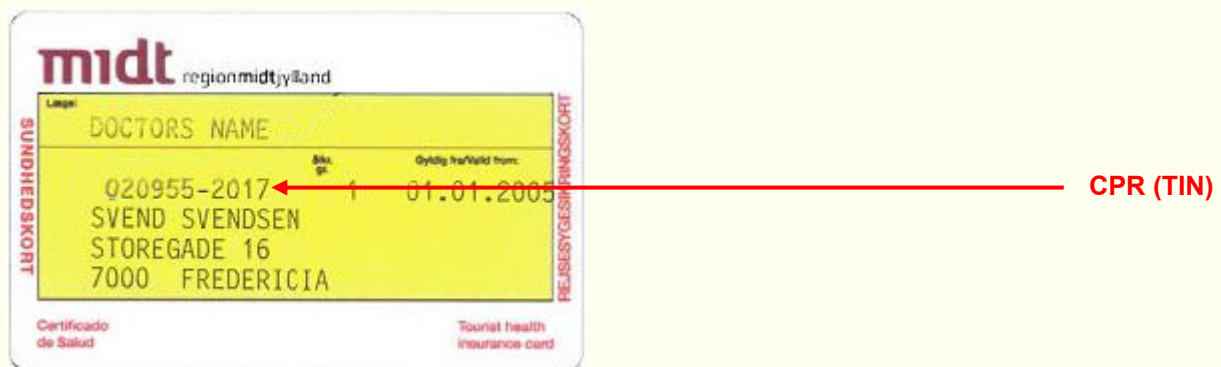 midt regionmidtjylland
Læge:
DOCTORS NAME
Sikr. gr. Gyldig fra/Valid from:
020955-2017 1 01.01.2005
SVEND SVENDSEN
STOREGADE 16
7000 FREDERICIA
SUNDHEDSKORT
REJSESYGESIKRINGSKORT
Certificado
de Salud
Tourist health
insurance card
CPR (TIN)